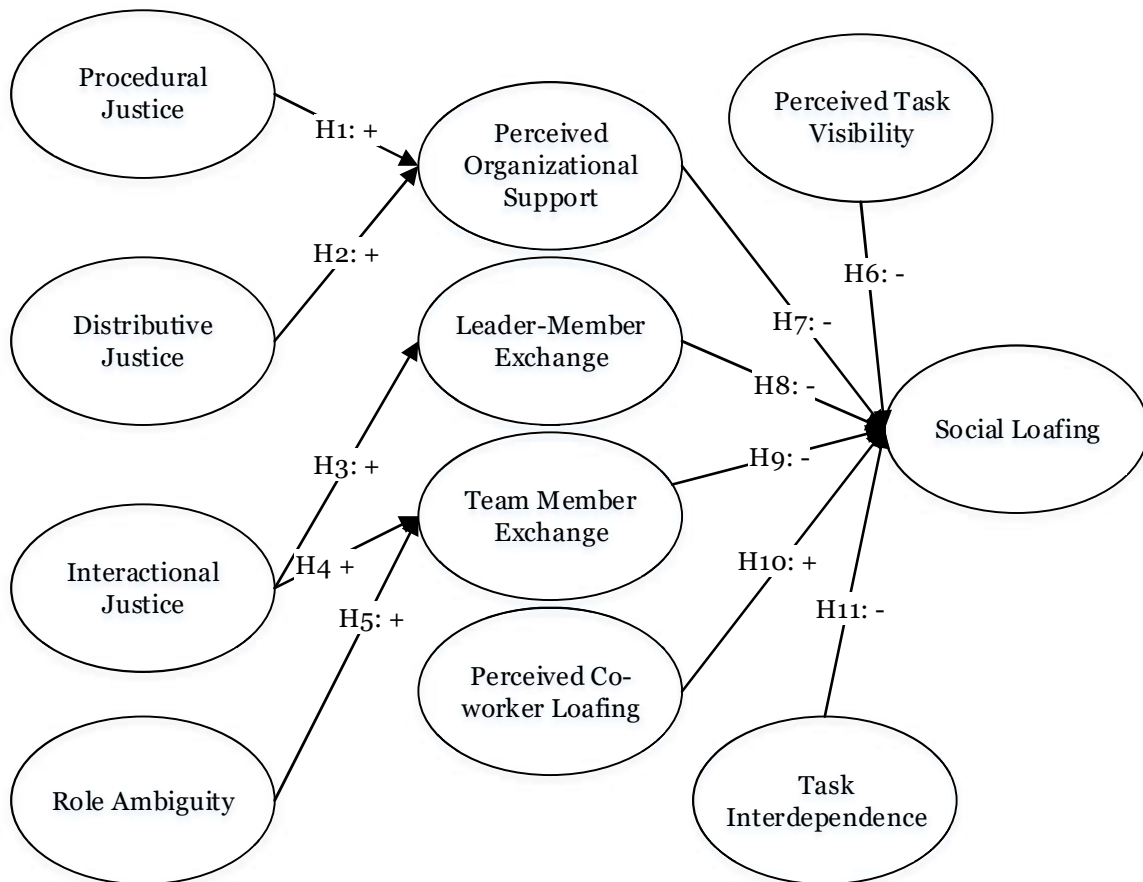 Procedural
Justice
Perceived Task
Visibility
H1: +
Perceived
Organizational
Support
H2: +
H6: -
Distributive
Justice
Leader-Member
Exchange
H7: -
H8: -
Social Loafing
H3: +
H9: -
Team Member
Exchange
Interactional
Justice
H4 +
H10: +
H5: +
H11: -
Perceived Co-
worker Loafing
Role Ambiguity
Task
Interdependence